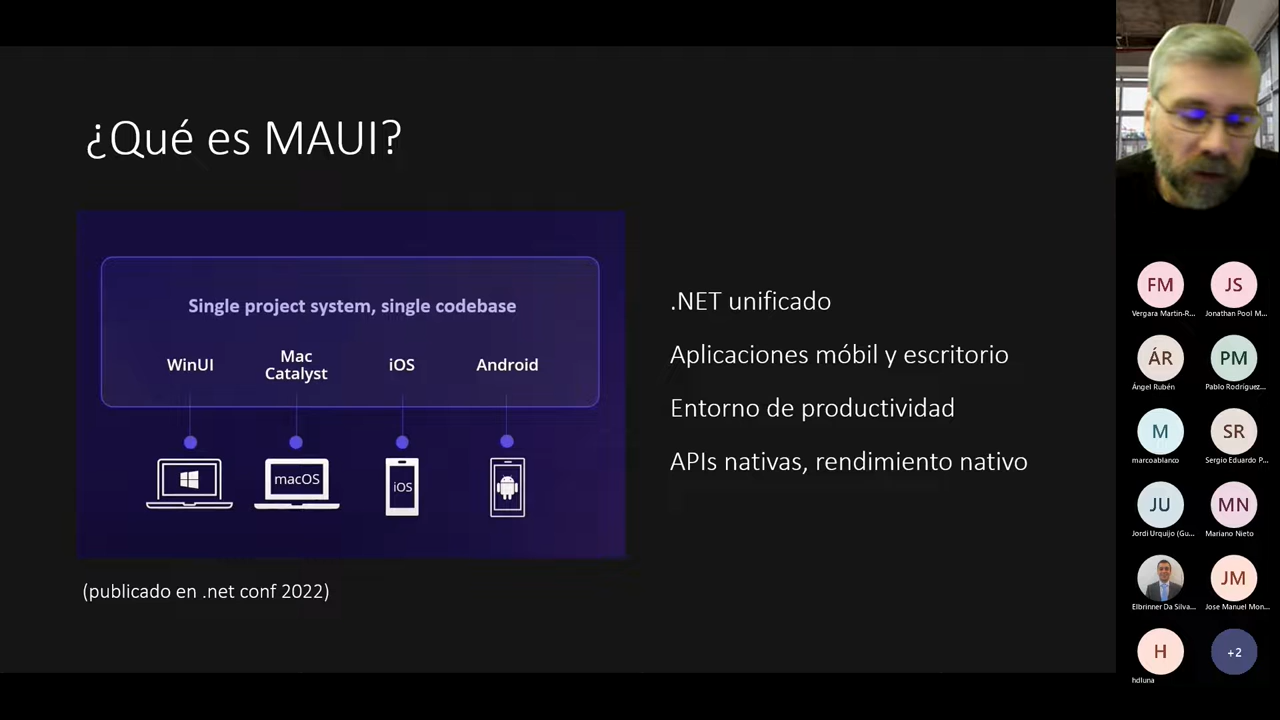 ¿Qué es MAUI?
Single project system, single codebase
WinUI
Mac
Catalyst
iOS
Android
macOS
iOS
(publicado en .net conf 2022)
.NET unificado
Aplicaciones móbil y escritorio
Entorno de productividad
APIs nativas, rendimiento nativo
FM
Vergara Martin-R...
JS
Jonathan Pool M...
ÁR
Ángel Rubén
PM
Pablo Rodríguez...
M
marcoablanco
SR
Sergio Eduardo P...
JU
Jordi Urquijo (Gu...
MN
Mariano Nieto
Elbrinner Da Silva...
JM
Jose Manuel Mon...
H
hdluna
+2